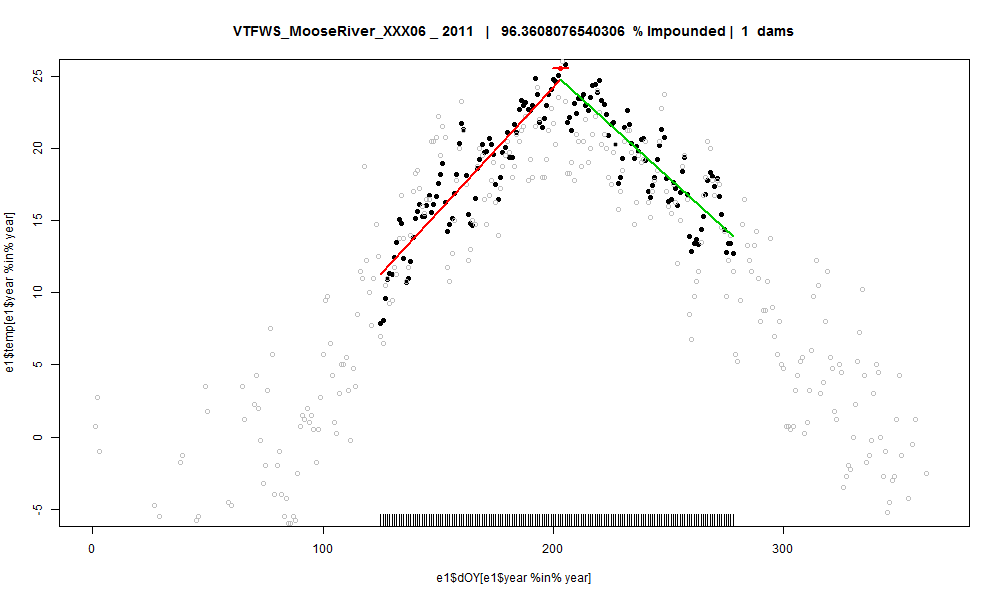 VTFWS_MooseRiver_XXX06 _ 2011 | 96.3608076540306 % Impounded | 1 dams
e1$temp[e1$year %in% year]
25
20
15
10
5
0
-5
0 100 200 300
e1$dOY[e1$year %in% year]